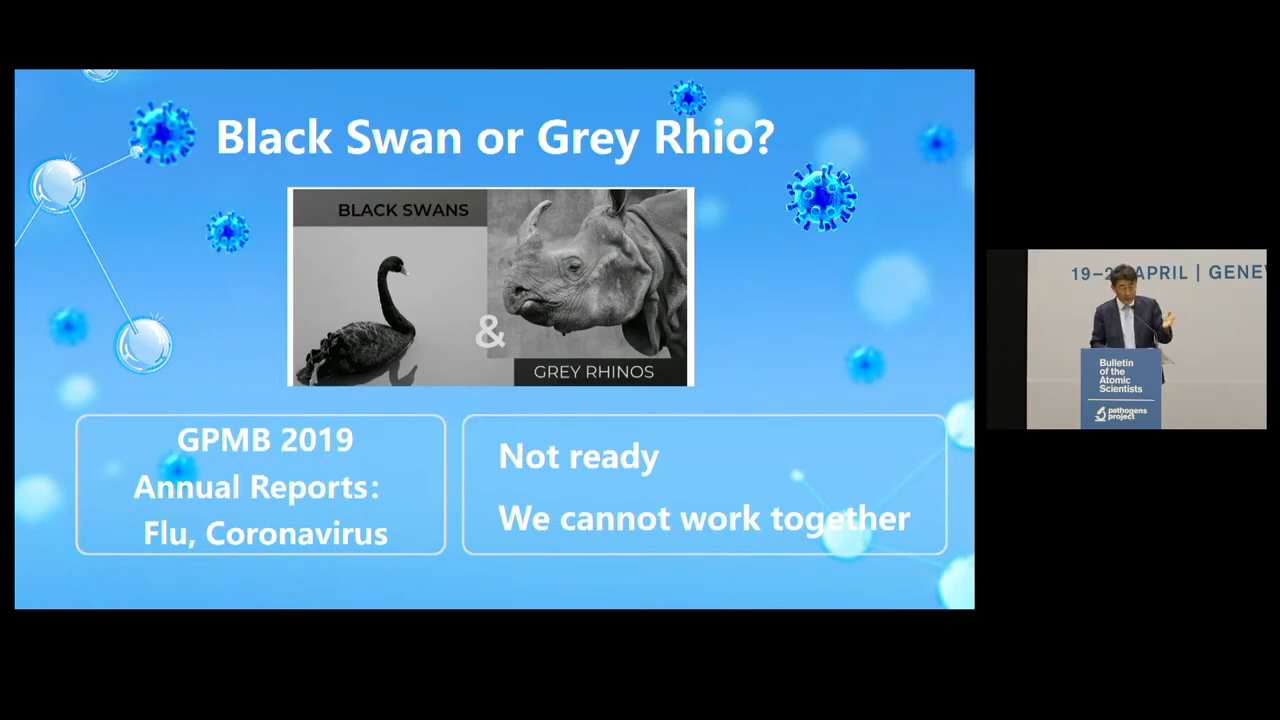 Black Swan or Grey Rhio?
BLACK SWANS
&
GREY RHINOS
GPMB 2019
Annual Reports:
Flu, Coronavirus
Not ready
We cannot work together
19–2 APRIL | GENE
Bulletin
of the
Atomic
Scientists
pathogens
project